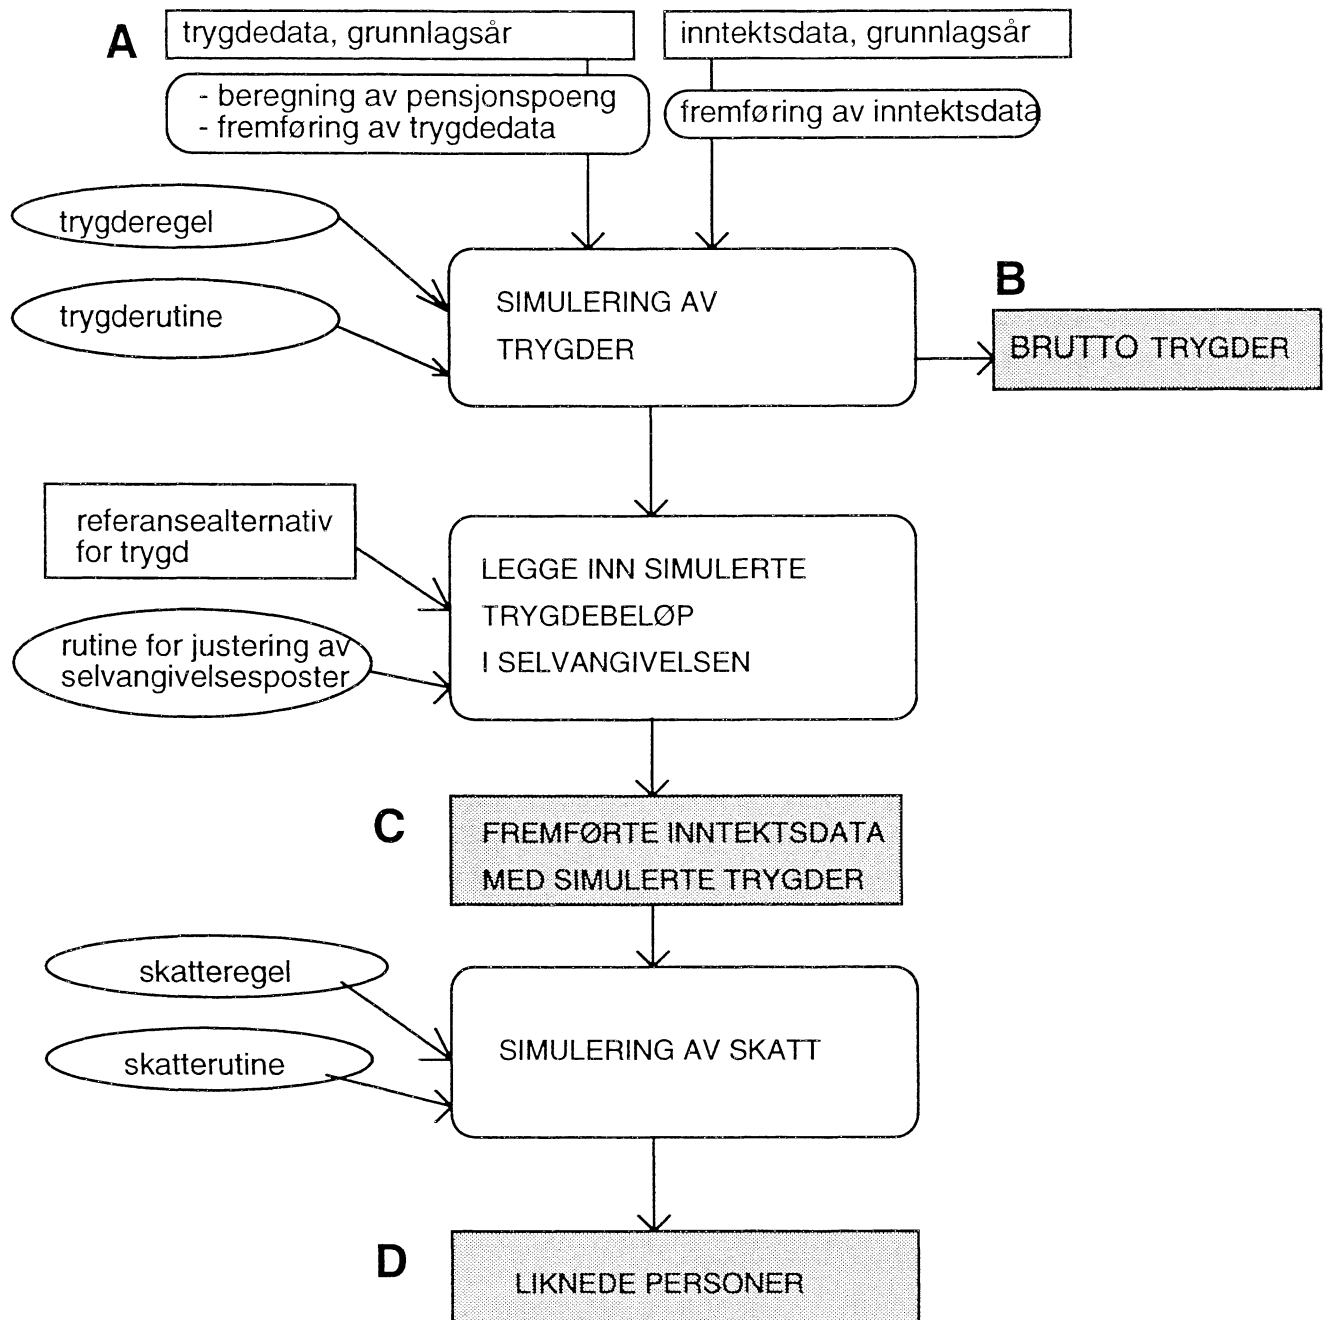 A
trygdedata, grunnlagsår
inntektsdata, grunnlagsår
- beregning av pensjonspoeng
- fremføring av trygdedata
fremføring av inntektsdata
trygderegel
trygderutine
SIMULERING AV
TRYGDER
B
BRUTTO TRYGDER
referansealternativ
for trygd
rutine for justering av
selvangivelsesposter
LEGGE INN SIMULERTE
TRYGDEBELØP
I SELVANGIVELSEN
C
FREMFØRTE INNTEKTSDATA
MED SIMULERTE TRYGDER
skatteregel
skatterutine
SIMULERING AV SKATT
D
LIKNEDE PERSONER